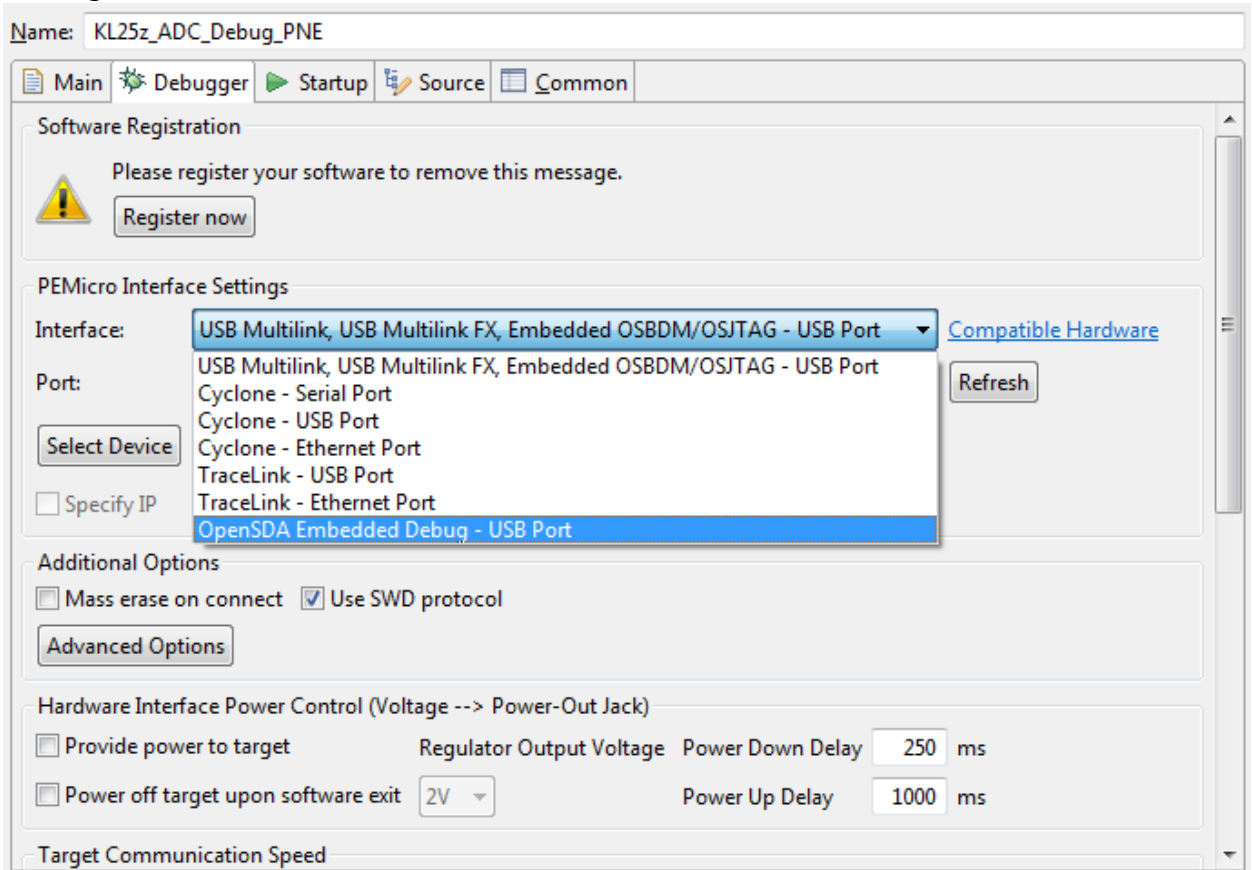 Name: KL25z_ADC_Debug_PNE
Main Debugger Startup Source Common
Software Registration
Please register your software to remove this message.
Register now
PEMicro Interface Settings
Interface: USB Multilink, USB Multilink FX, Embedded OSBDM/OSJTAG - USB Port Compatible Hardware
USB Multilink, USB Multilink FX, Embedded OSBDM/OSJTAG - USB Port
Port: Refresh
Cyclone - Serial Port
Cyclone - USB Port
Select Device
Cyclone - Ethernet Port
TraceLink - USB Port
Specify IP
TraceLink - Ethernet Port
OpenSDA Embedded Debug - USB Port
Additional Options
Mass erase on connect Use SWD protocol
Advanced Options
Hardware Interface Power Control (Voltage --> Power-Out Jack)
Provide power to target Regulator Output Voltage Power Down Delay 250 ms
Power off target upon software exit 2V Power Up Delay 1000 ms
Target Communication Speed